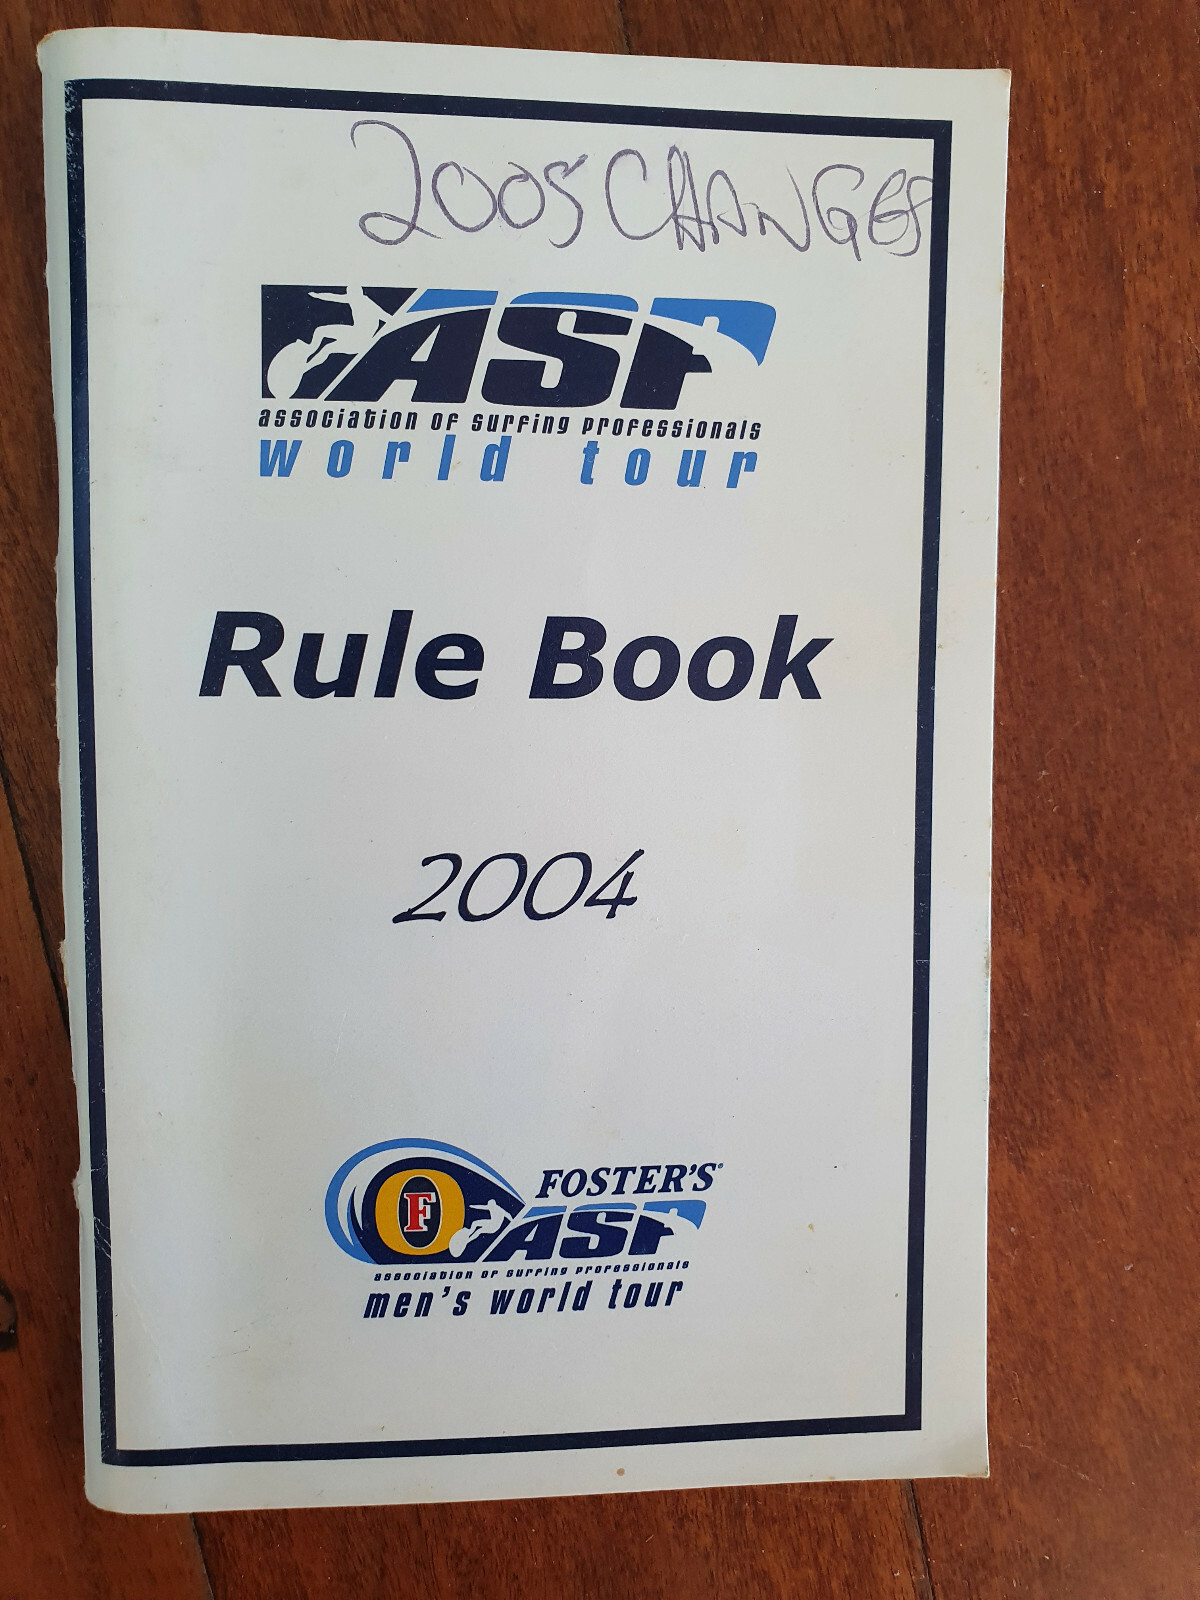 2005 CHANGES
ASP
association of surfing professionals
world tour
Rule Book
2004
F
FOSTER'S®
ASP
association of surfing professionals
men's world tour